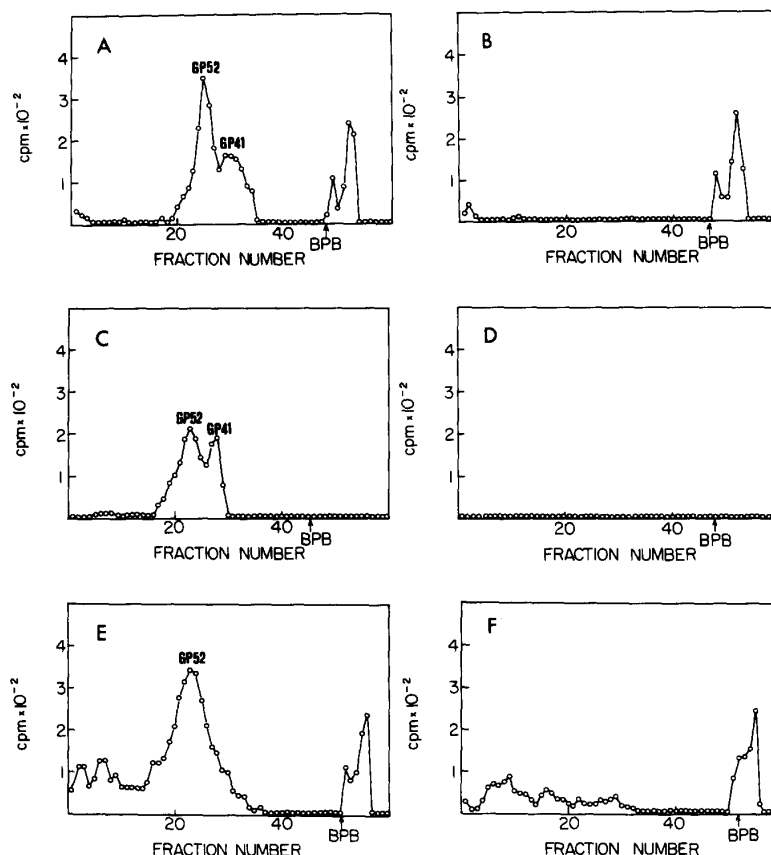 A
GP52
GP41
cpm x 10⁻²
4
3
2
1
20
40
BPB
FRACTION NUMBER
B
cpm x 10⁻²
4
3
2
1
20
40
BPB
FRACTION NUMBER
C
GP52
GP41
cpm x 10⁻²
4
3
2
1
20
40
BPB
FRACTION NUMBER
D
cpm x 10⁻²
4
3
2
1
20
40
BPB
FRACTION NUMBER
E
GP52
cpm x 10⁻²
4
3
2
1
20
40
BPB
FRACTION NUMBER
F
cpm x 10⁻²
4
3
2
1
20
40
BPB
FRACTION NUMBER